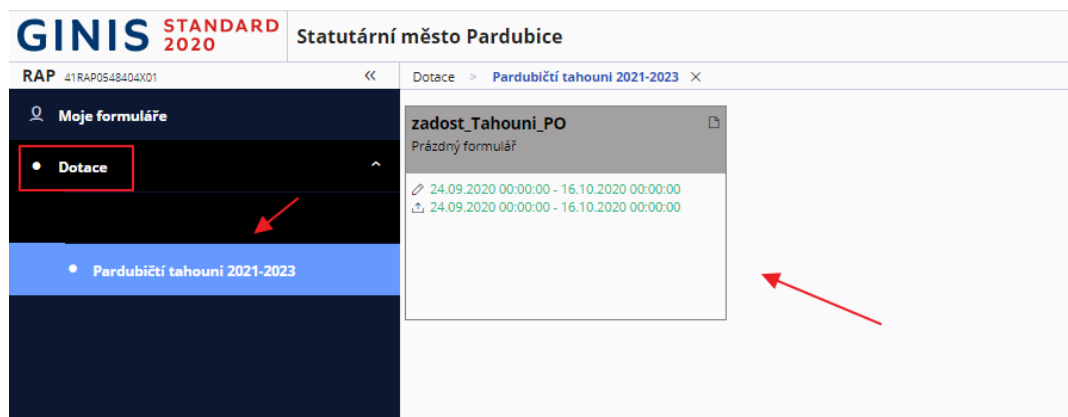 GINIS STANDARD 2020
Statutární město Pardubice
RAP 41RAP0548404X01 «
Dotace > Pardubičtí tahouni 2021-2023 ×
Moje formuláře
Dotace
Pardubičtí tahouni 2021-2023
zadost_Tahouni_PO
Prázdný formulář
24.09.2020 00:00:00 - 16.10.2020 00:00:00
24.09.2020 00:00:00 - 16.10.2020 00:00:00